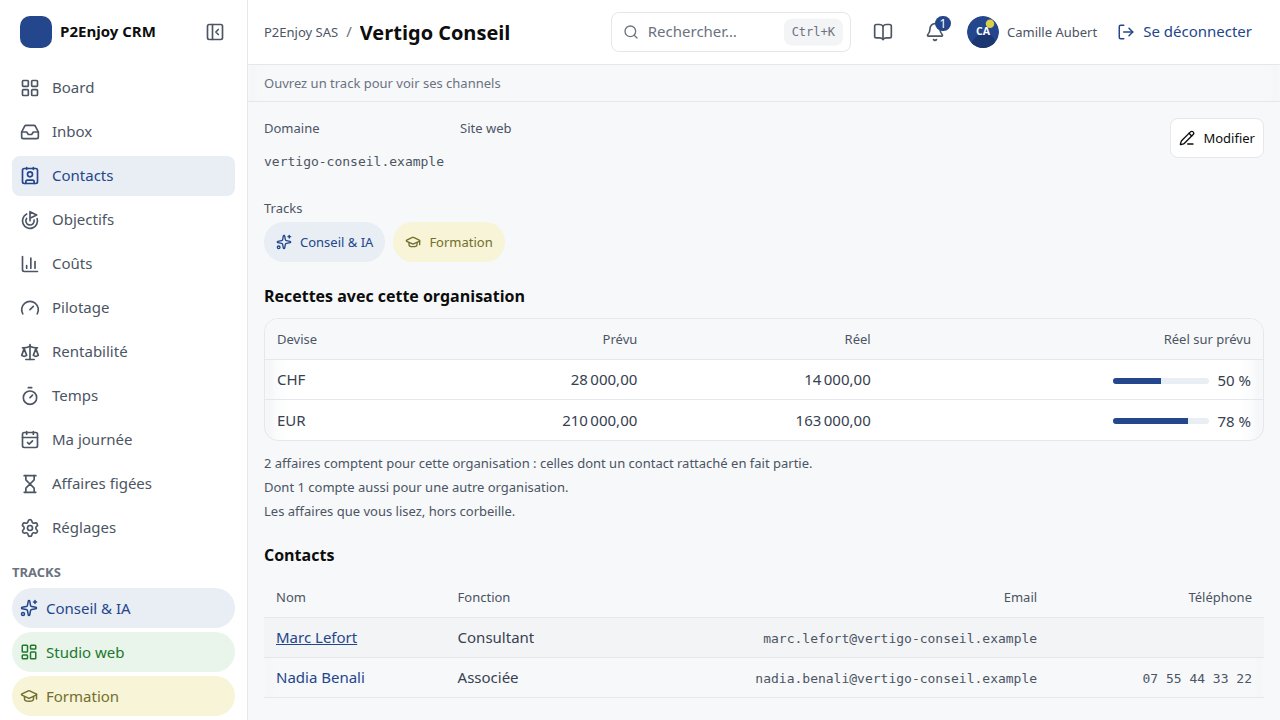 P2Enjoy CRM
Board
Inbox
Contacts
Objectifs
Coûts
Pilotage
Rentabilité
Temps
Ma journée
Affaires figées
Réglages
TRACKS
Conseil & IA
Studio web
Formation
P2Enjoy SAS / Vertigo Conseil
Rechercher... Ctrl+K
1
CA Camille Aubert
Se déconnecter
Ouvrez un track pour voir ses channels
Domaine Site web
vertigo-conseil.example
Modifier
Tracks
Conseil & IA Formation
Recettes avec cette organisation
Devise Prévu Réel Réel sur prévu
CHF 28 000,00 14 000,00 50 %
EUR 210 000,00 163 000,00 78 %
2 affaires comptent pour cette organisation : celles dont un contact rattaché en fait partie.
Dont 1 compte aussi pour une autre organisation.
Les affaires que vous lisez, hors corbeille.
Contacts
Nom Fonction Email Téléphone
Marc Lefort Consultant marc.lefort@vertigo-conseil.example
Nadia Benali Associée nadia.benali@vertigo-conseil.example 07 55 44 33 22